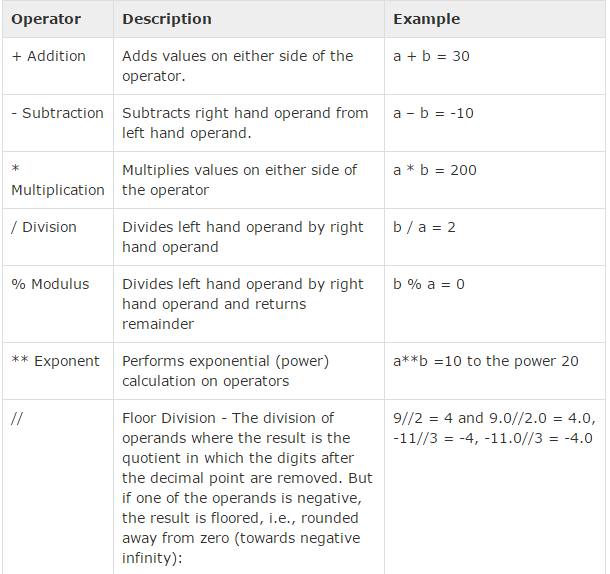 Operator Description Example
+ Addition Adds values on either side of the a + b = 30
operator.
- Subtraction Subtracts right hand operand from a – b = -10
left hand operand.
* Multiplies values on either side of a * b = 200
Multiplication the operator
/ Division Divides left hand operand by right b / a = 2
hand operand
% Modulus Divides left hand operand by right b % a = 0
hand operand and returns
remainder
** Exponent Performs exponential (power) a**b =10 to the power 20
calculation on operators
// Floor Division - The division of 9//2 = 4 and 9.0//2.0 = 4.0,
operands where the result is the -11//3 = -4, -11.0//3 = -4.0
quotient in which the digits after
the decimal point are removed. But
if one of the operands is negative,
the result is floored, i.e., rounded
away from zero (towards negative
infinity):